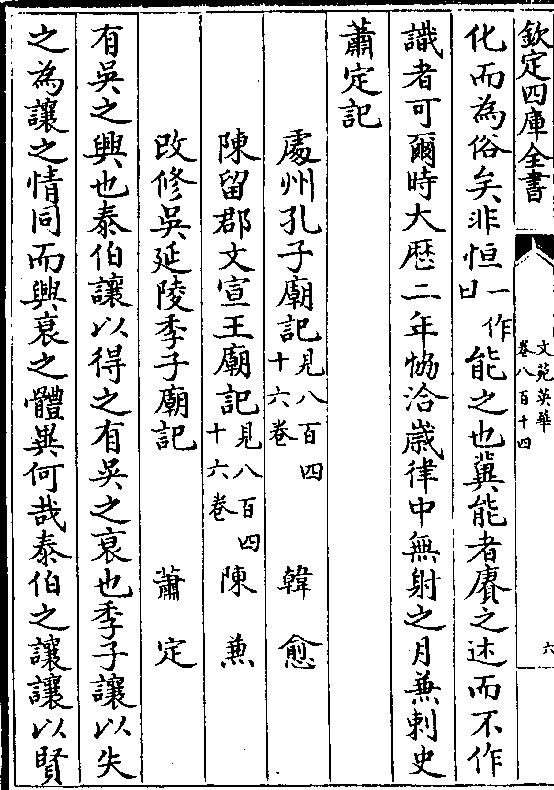 欽定四庫全書
文苑英華
卷八百十四
六
化而為俗矣非恒一作曰能之也冀能者賡之述而不作
識者可爾時大厯二年協洽嵗律中無射之月兼刺史
蕭定記
處州孔子廟記見八百四十六卷 韓愈
陳留郡文宣王廟記見八百四十六卷 陳兼
改修吳延陵季子廟記 蕭定
有吳之興也泰伯讓以得之有吳之衰也季子讓以失
之為讓之情同而興衰之體異何哉泰伯之讓讓以賢